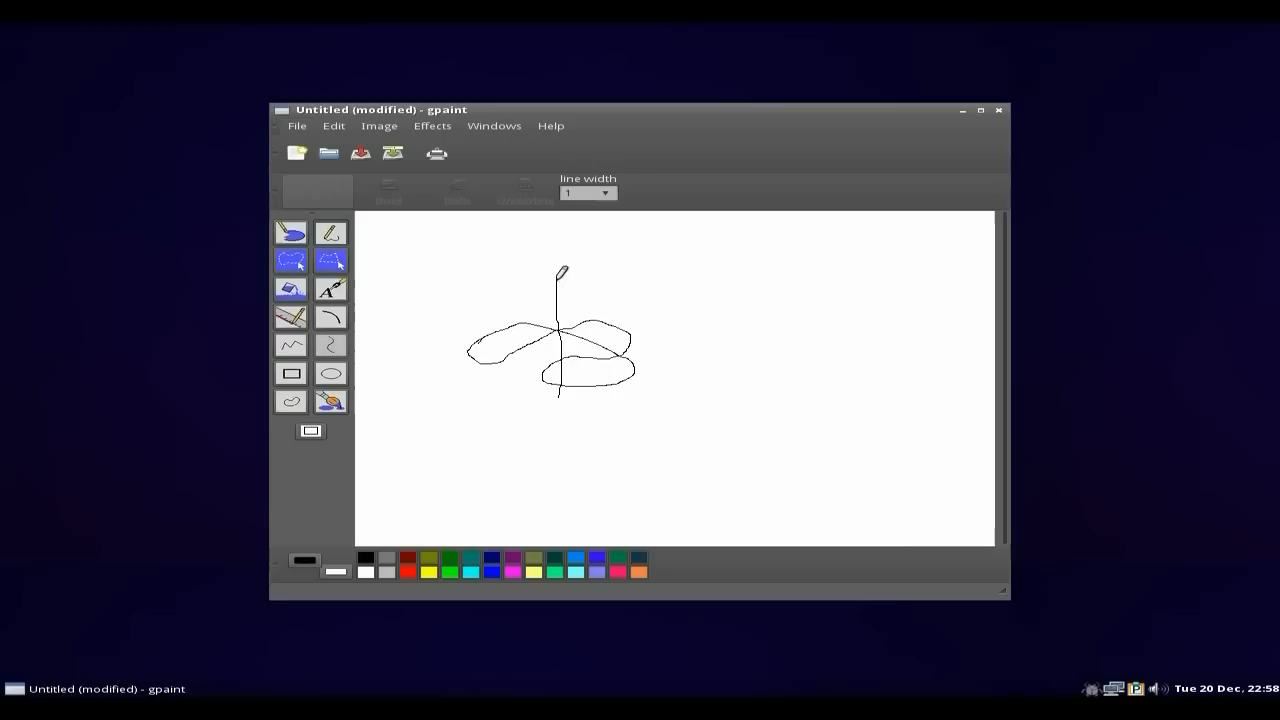 Untitled (modified) - gpaint
File Edit Image Effects Windows Help
line width
1
Untitled (modified) - gpaint
Tue 20 Dec, 22:58